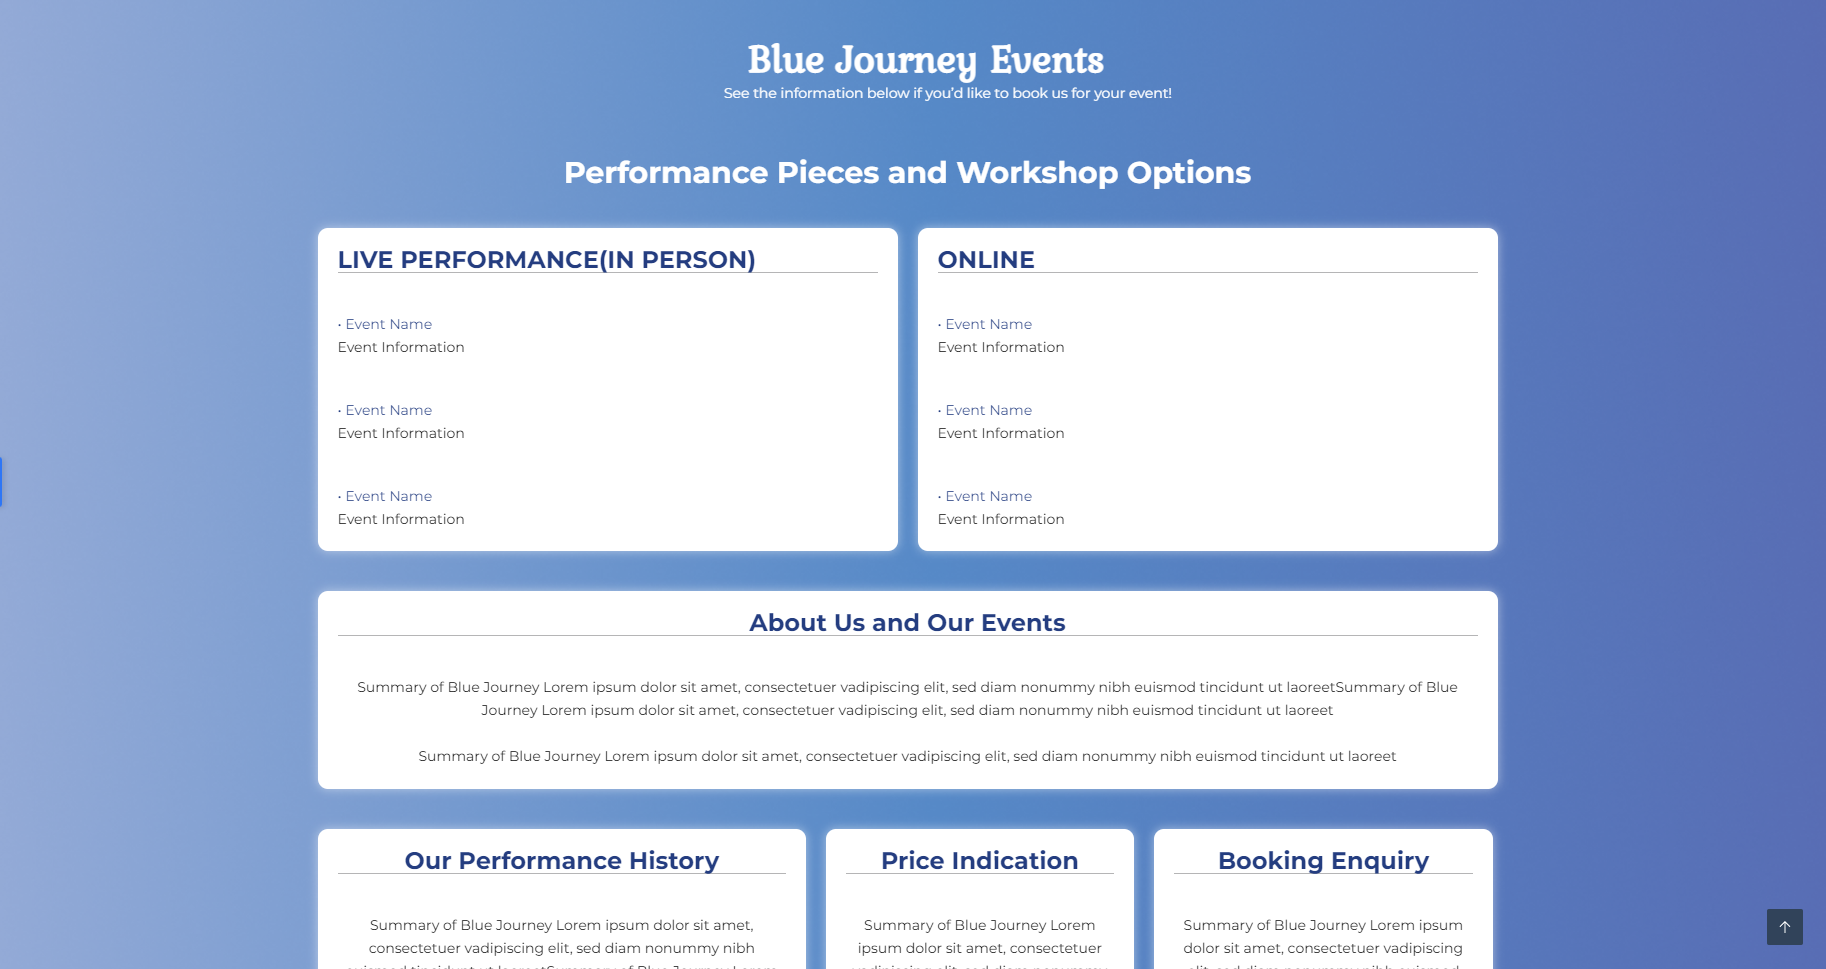 Blue Journey Events
See the information below if you'd like to book us for your event!
Performance Pieces and Workshop Options
LIVE PERFORMANCE(IN PERSON)
• Event Name
Event Information
• Event Name
Event Information
• Event Name
Event Information
ONLINE
• Event Name
Event Information
• Event Name
Event Information
• Event Name
Event Information
About Us and Our Events
Summary of Blue Journey Lorem ipsum dolor sit amet, consectetuer vadipiscing elit, sed diam nonummy nibh euismod tincidunt ut laoreetSummary of Blue
Journey Lorem ipsum dolor sit amet, consectetuer vadipiscing elit, sed diam nonummy nibh euismod tincidunt ut laoreet
Summary of Blue Journey Lorem ipsum dolor sit amet, consectetuer vadipiscing elit, sed diam nonummy nibh euismod tincidunt ut laoreet
Our Performance History
Summary of Blue Journey Lorem ipsum dolor sit amet,
consectetuer vadipiscing elit, sed diam nonummy nibh
Price Indication
Summary of Blue Journey Lorem
ipsum dolor sit amet, consectetuer
Booking Enquiry
Summary of Blue Journey Lorem ipsum
dolor sit amet, consectetuer vadipiscing